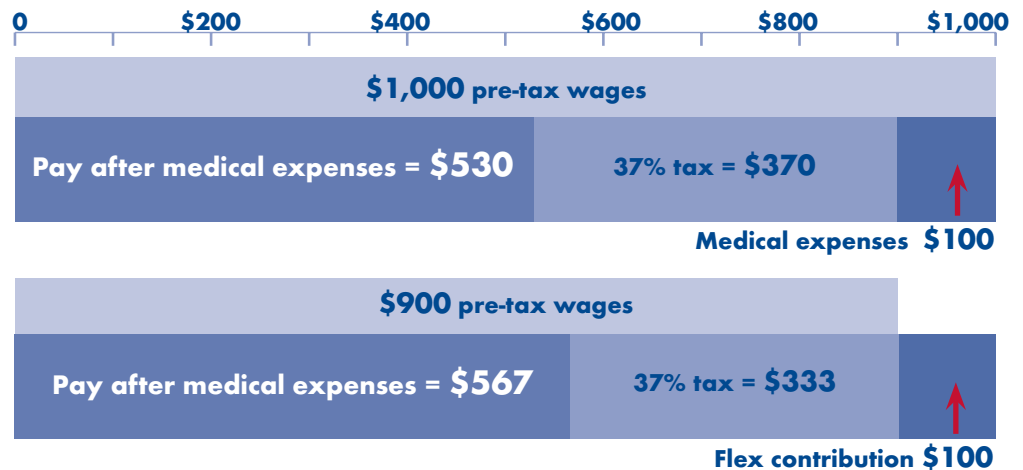 0 $200 $400 $600 $800 $1,000
$1,000 pre-tax wages
Pay after medical expenses = $530 37% tax = $370
Medical expenses $100
$900 pre-tax wages
Pay after medical expenses = $567 37% tax = $333
Flex contribution $100